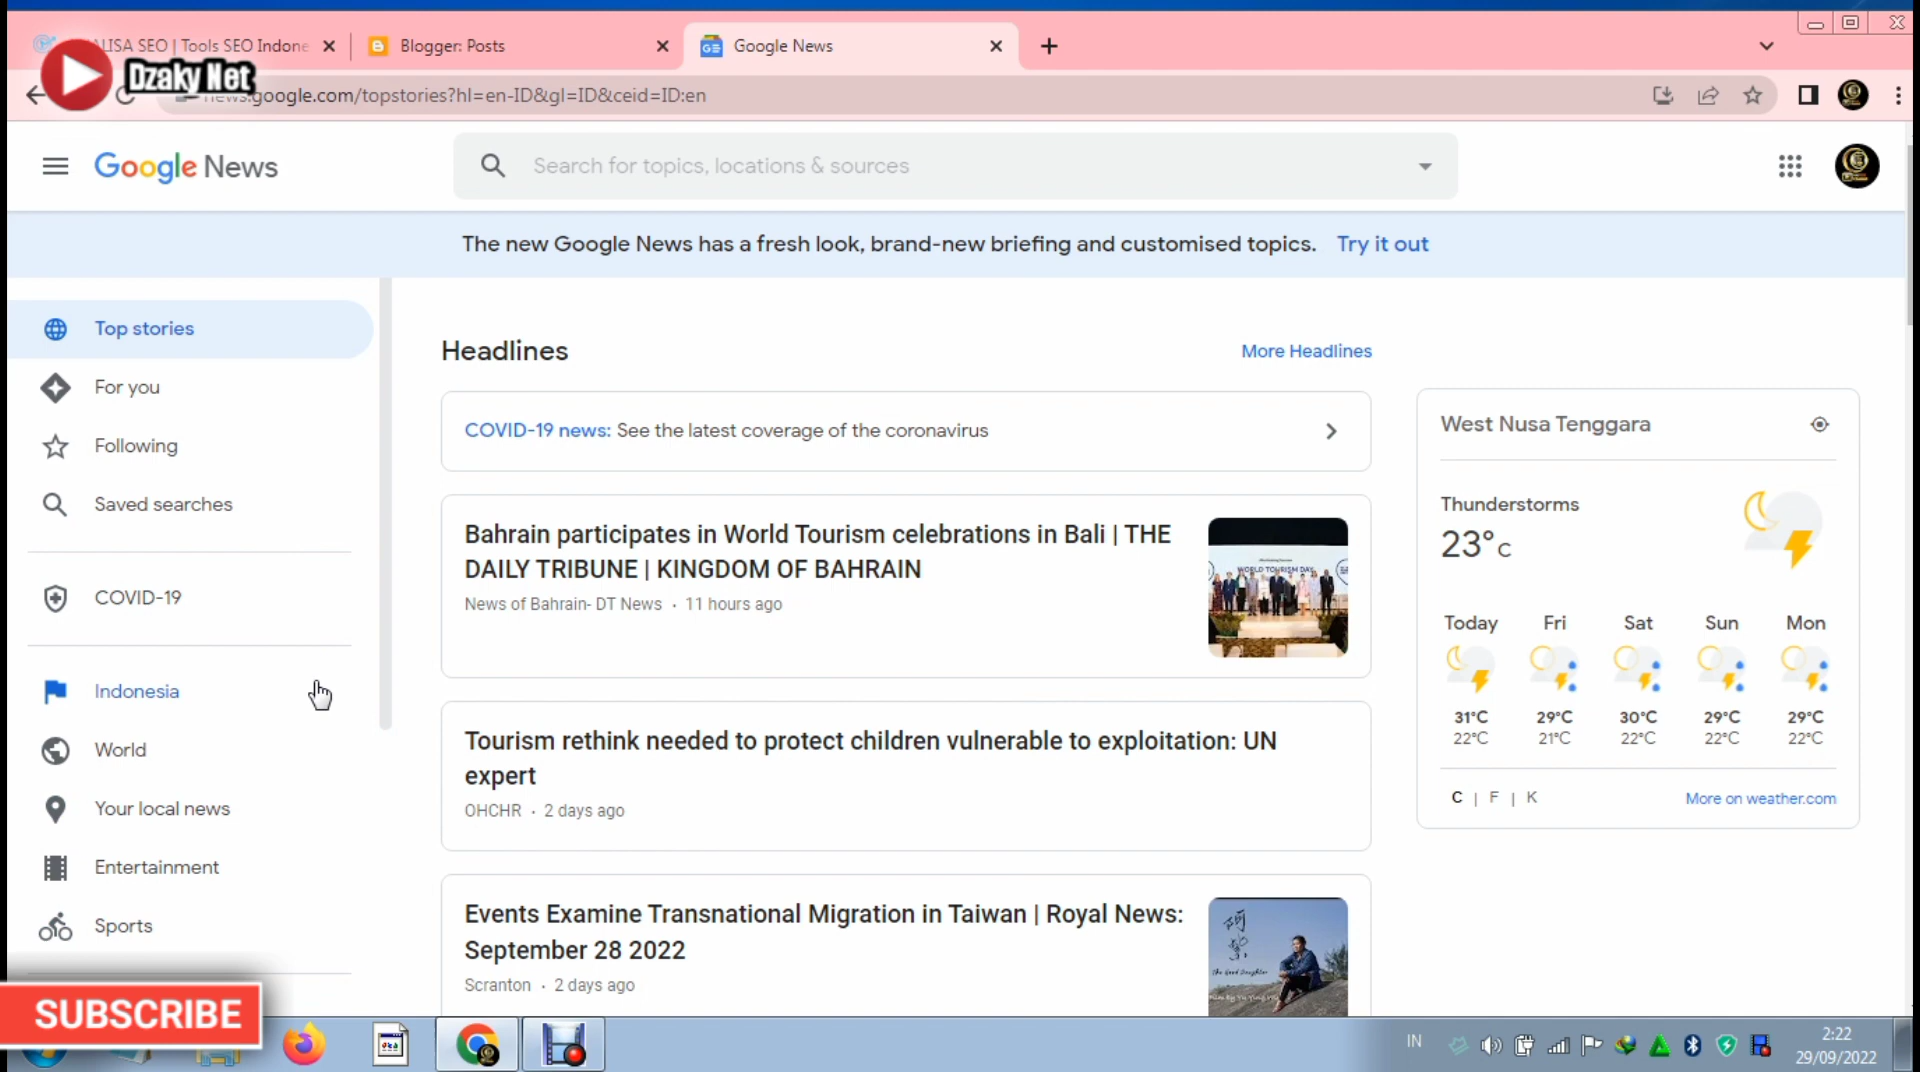 ALISA SEO | Tools SEO Indone
Blogger: Posts
Google News
Dzaky Net
news.google.com/topstories?hl=en-ID&gl=ID&ceid=ID:en
Google News
Search for topics, locations & sources
The new Google News has a fresh look, brand-new briefing and customised topics. Try it out
Top stories
For you
Following
Saved searches
COVID-19
Indonesia
World
Your local news
Entertainment
Sports
Headlines
More Headlines
COVID-19 news: See the latest coverage of the coronavirus
Bahrain participates in World Tourism celebrations in Bali | THE
DAILY TRIBUNE | KINGDOM OF BAHRAIN
News of Bahrain- DT News · 11 hours ago
WORLD TOURISM DAY
Tourism rethink needed to protect children vulnerable to exploitation: UN
expert
OHCHR · 2 days ago
Events Examine Transnational Migration in Taiwan | Royal News:
September 28 2022
Scranton · 2 days ago
The Good Daughter
West Nusa Tenggara
Thunderstorms
23°C
Today Fri Sat Sun Mon
31°C 29°C 30°C 29°C 29°C
22°C 21°C 22°C 22°C 22°C
C | F | K
More on weather.com
SUBSCRIBE
IN
2:22
29/09/2022